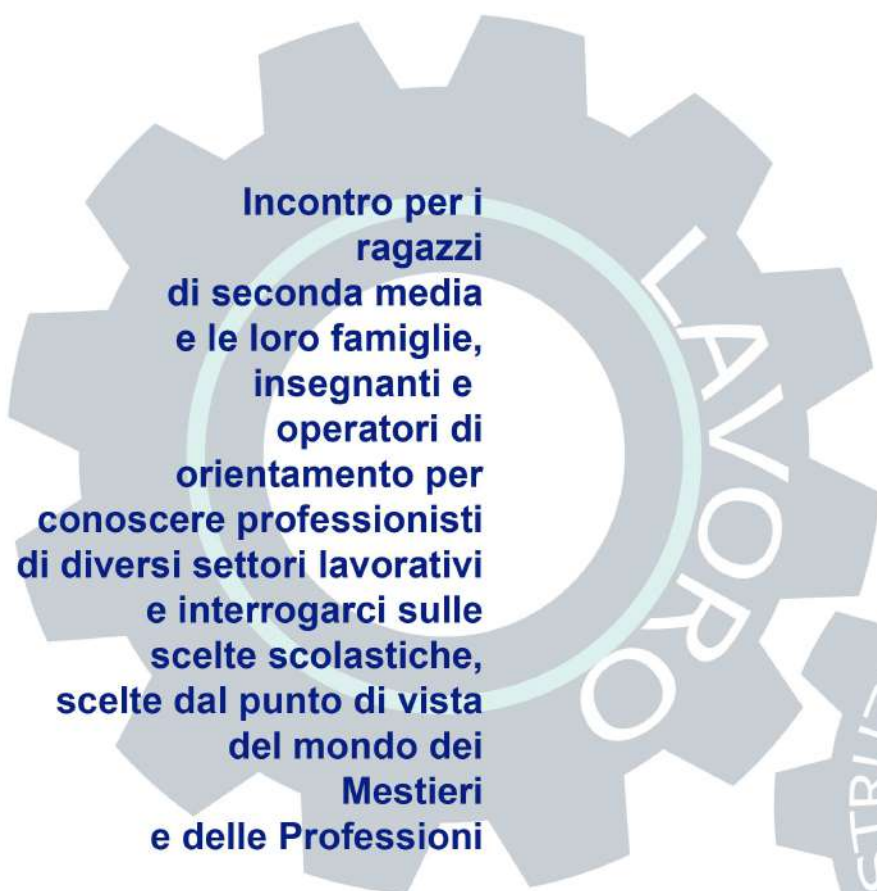 Incontro per i
ragazzi
di seconda media
e le loro famiglie,
insegnanti e
operatori di
orientamento per
conoscere professionisti
di diversi settori lavorativi
e interrogarci sulle
scelte scolastiche,
scelte dal punto di vista
del mondo dei
Mestieri
e delle Professioni
LAVORO